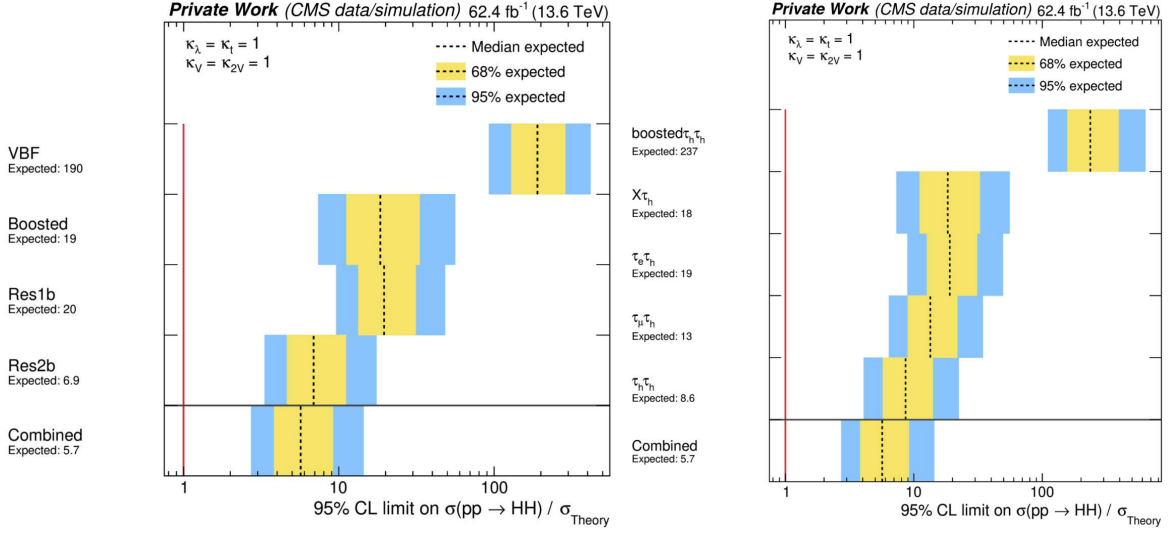 Private Work (CMS data/simulation) 62.4 fb⁻¹ (13.6 TeV)
κλ = κt = 1
κV = κ2V = 1
Median expected
68% expected
95% expected
VBF
Expected: 190
Boosted
Expected: 19
Res1b
Expected: 20
Res2b
Expected: 6.9
Combined
Expected: 5.7
1 10 100
95% CL limit on σ(pp → HH) / σTheory
Private Work (CMS data/simulation) 62.4 fb⁻¹ (13.6 TeV)
κλ = κt = 1
κV = κ2V = 1
Median expected
68% expected
95% expected
boostedτhτh
Expected: 237
Xτh
Expected: 18
τeτh
Expected: 19
τμτh
Expected: 13
τhτh
Expected: 8.6
Combined
Expected: 5.7
1 10 100
95% CL limit on σ(pp → HH) / σTheory